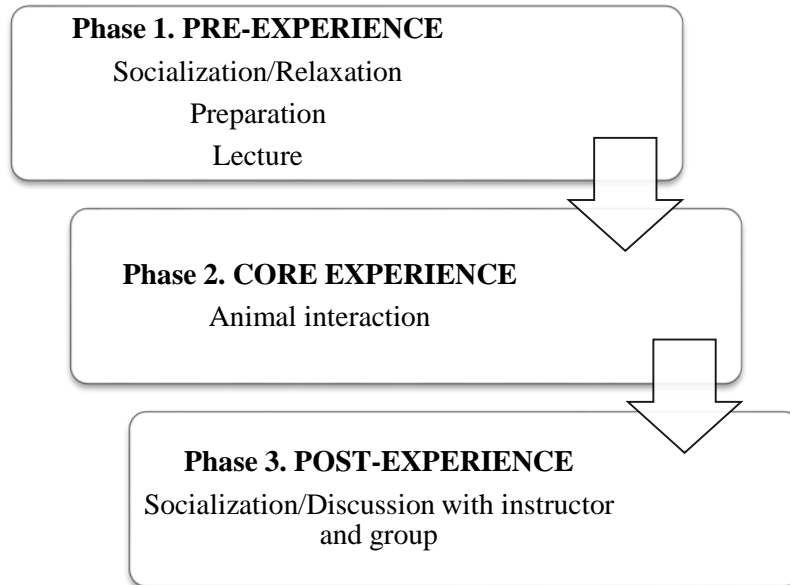 Phase 1. PRE-EXPERIENCE
Socialization/Relaxation
Preparation
Lecture
Phase 2. CORE EXPERIENCE
Animal interaction
Phase 3. POST-EXPERIENCE
Socialization/Discussion with instructor
and group